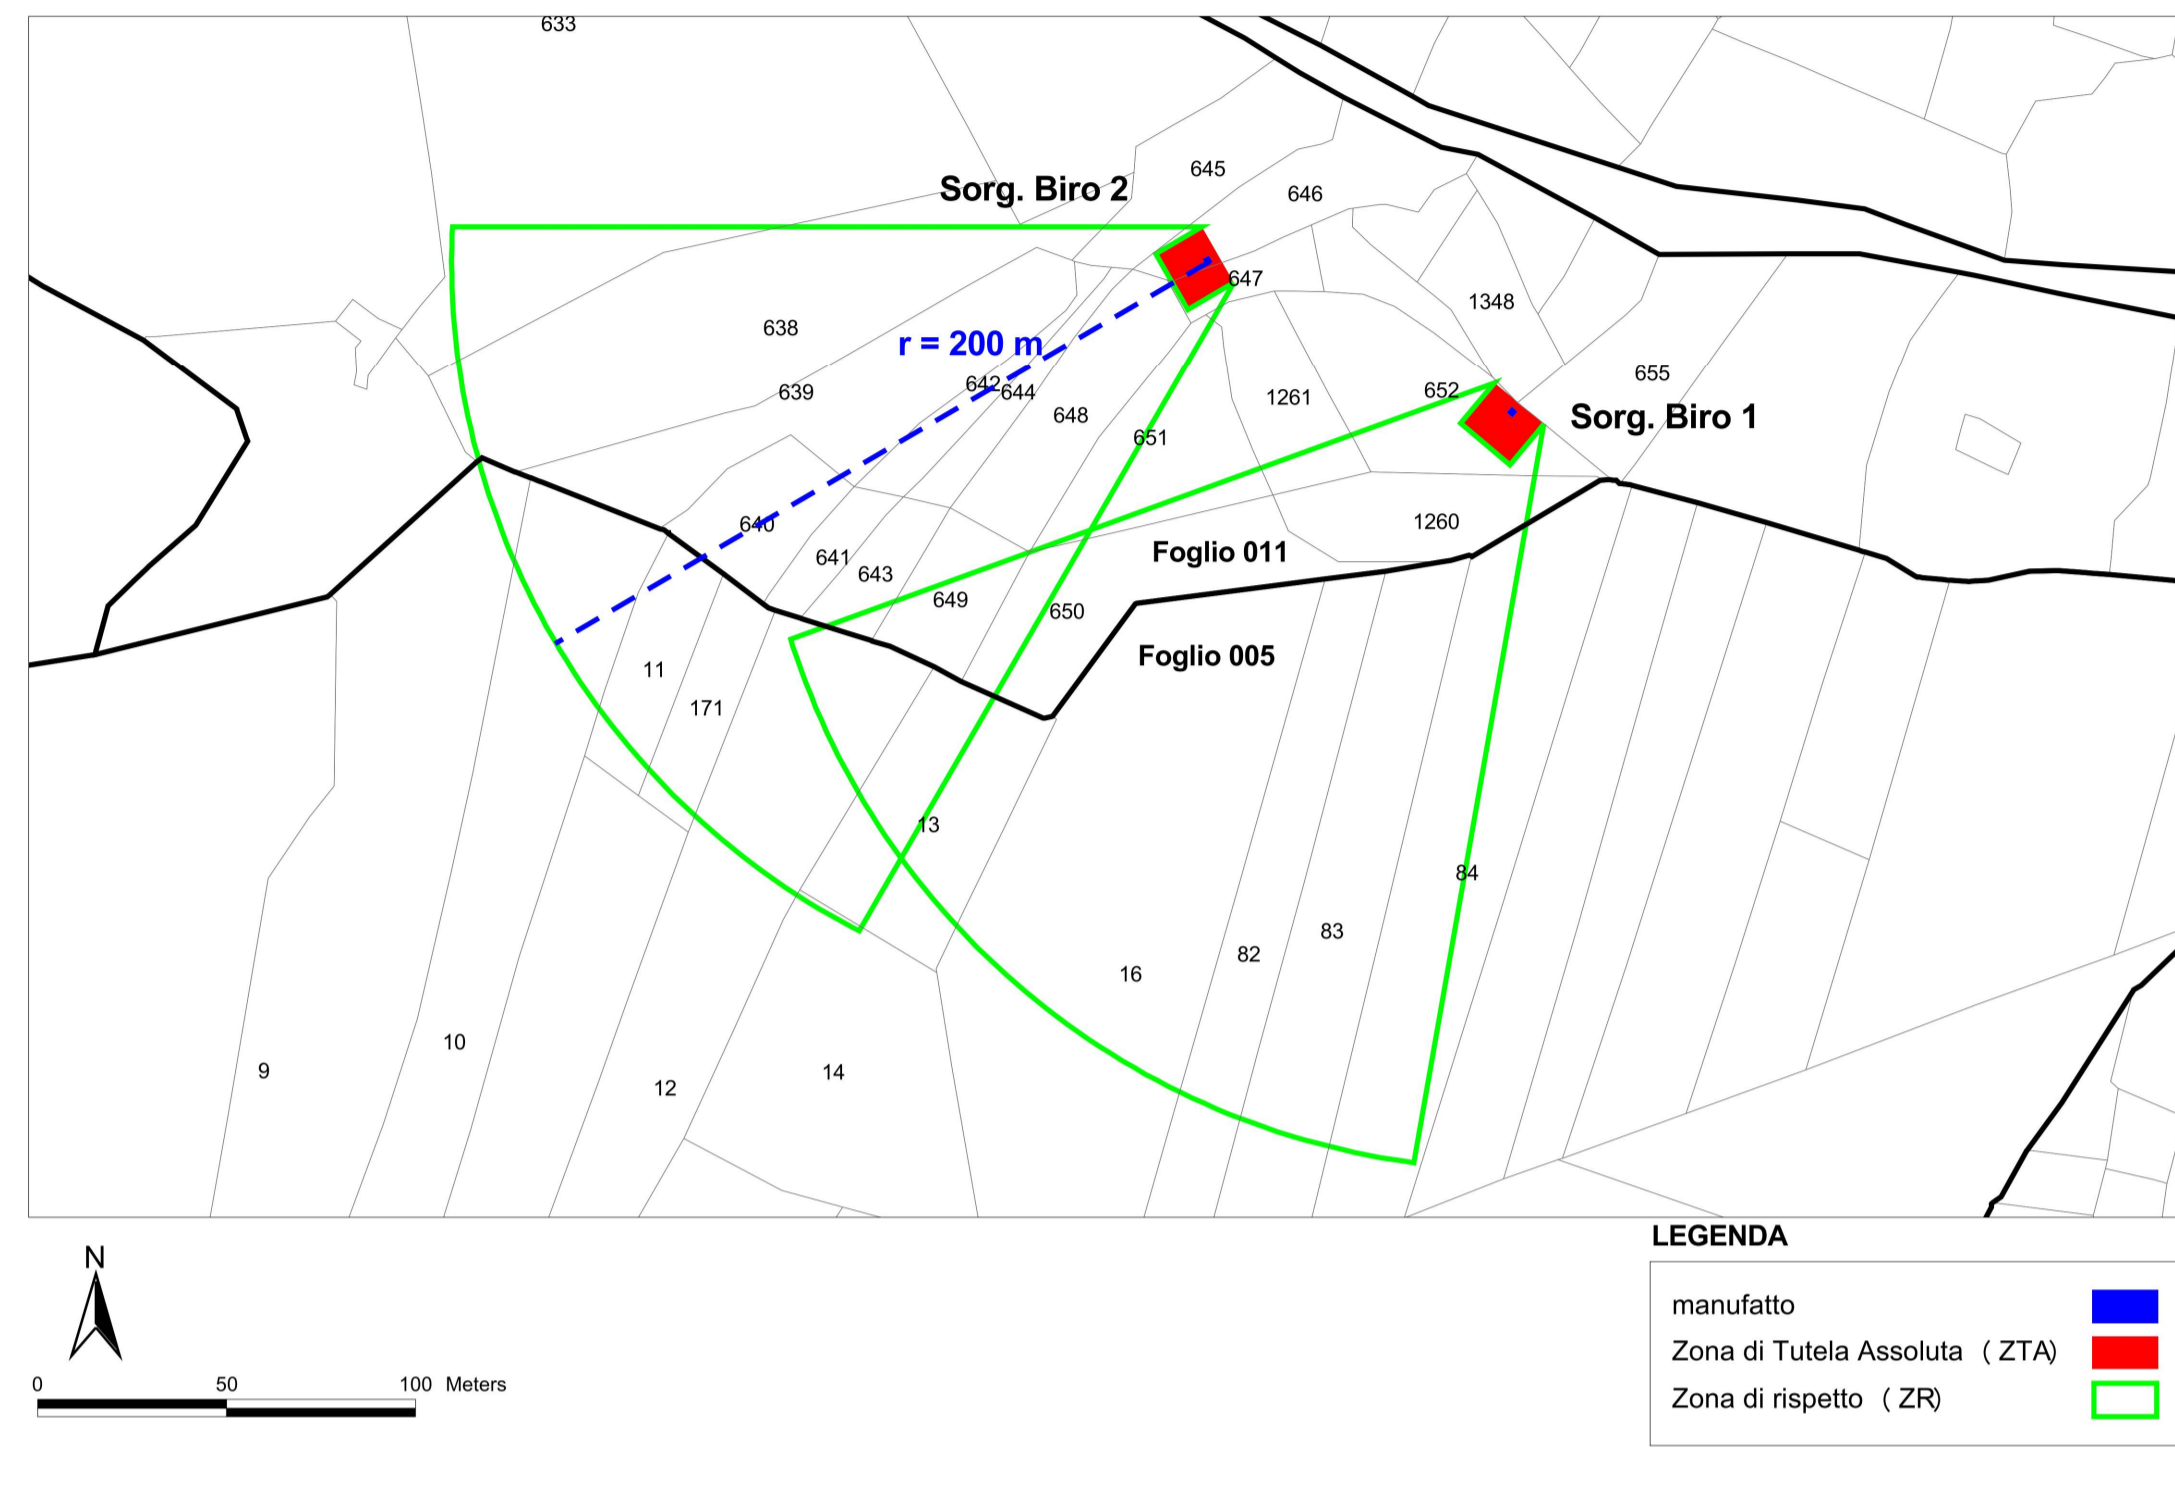 633
645
Sorg. Biro 2
646
647
1348
638
r = 200 m
655
642
644
639
652
1261
648
Sorg. Biro 1
651
640
1260
Foglio 011
641
643
649
650
Foglio 005
11
171
13
84
83
82
16
10
9
14
12
LEGENDA
N
manufatto
Zona di Tutela Assoluta ( ZTA)
0 50 100 Meters
Zona di rispetto ( ZR)